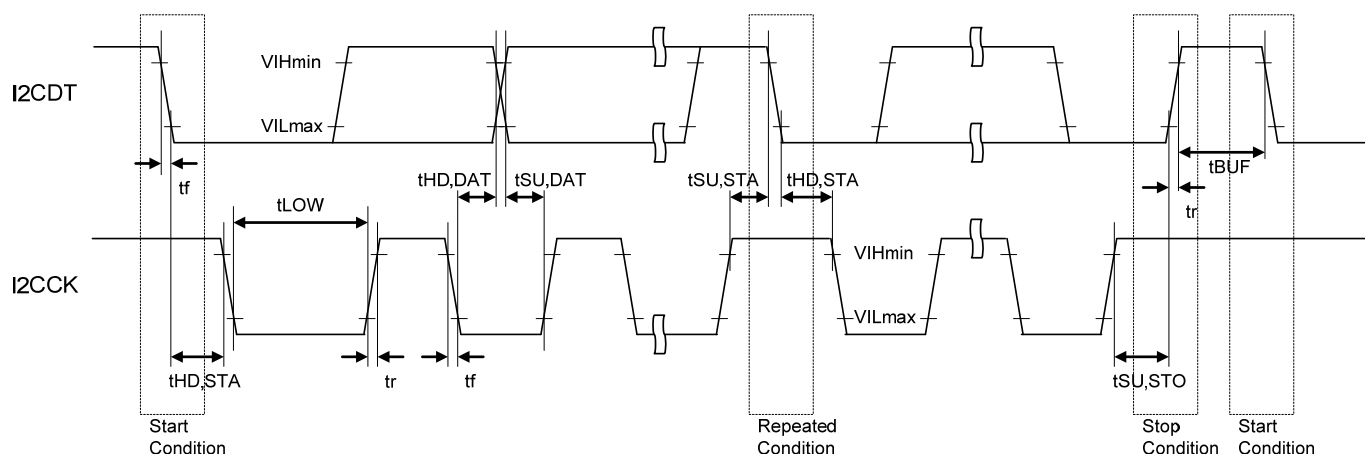 I2CDT
VIHmin
VILmax
tf
tHD,DAT
tSU,DAT
tSU,STA
tHD,STA
tBUF
tr
tLOW
I2CCK
VIHmin
VILmax
tHD,STA
tr
tf
tSU,STO
Start
Condition
Repeated
Condition
Stop
Condition
Start
Condition